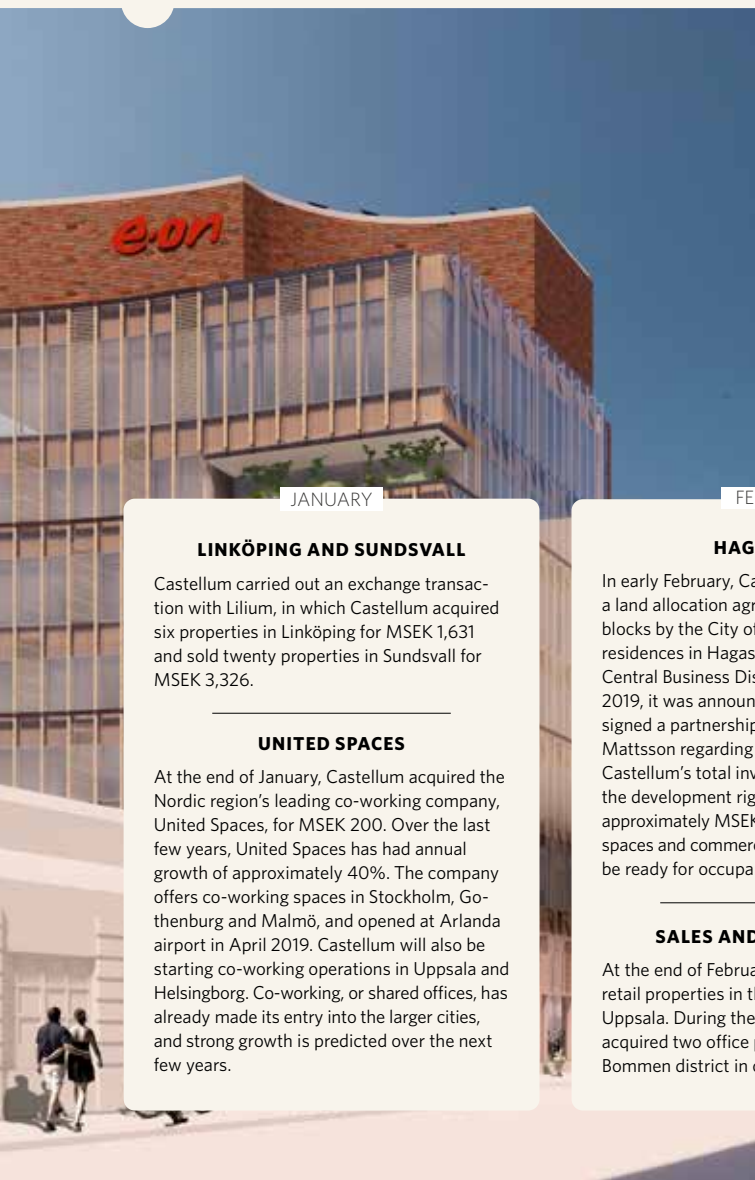 e·on
JANUARY
LINKÖPING AND SUNDSVALL
Castellum carried out an exchange transac-
tion with Lilium, in which Castellum acquired
six properties in Linköping for MSEK 1,631
and sold twenty properties in Sundsvall for
MSEK 3,326.
UNITED SPACES
At the end of January, Castellum acquired the
Nordic region’s leading co-working company,
United Spaces, for MSEK 200. Over the last
few years, United Spaces has had annual
growth of approximately 40%. The company
offers co-working spaces in Stockholm, Go-
thenburg and Malmö, and opened at Arlanda
airport in April 2019. Castellum will also be
starting co-working operations in Uppsala and
Helsingborg. Co-working, or shared offices, has
already made its entry into the larger cities,
and strong growth is predicted over the next
few years.
FE
HAG
In early February, Ca
a land allocation agr
blocks by the City of
residences in Hagas
Central Business Dis
2019, it was announ
signed a partnership
Mattsson regarding
Castellum’s total inv
the development rig
approximately MSEK
spaces and commer
be ready for occupa
SALES AND
At the end of Februa
retail properties in th
Uppsala. During the
acquired two office p
Bommen district in c